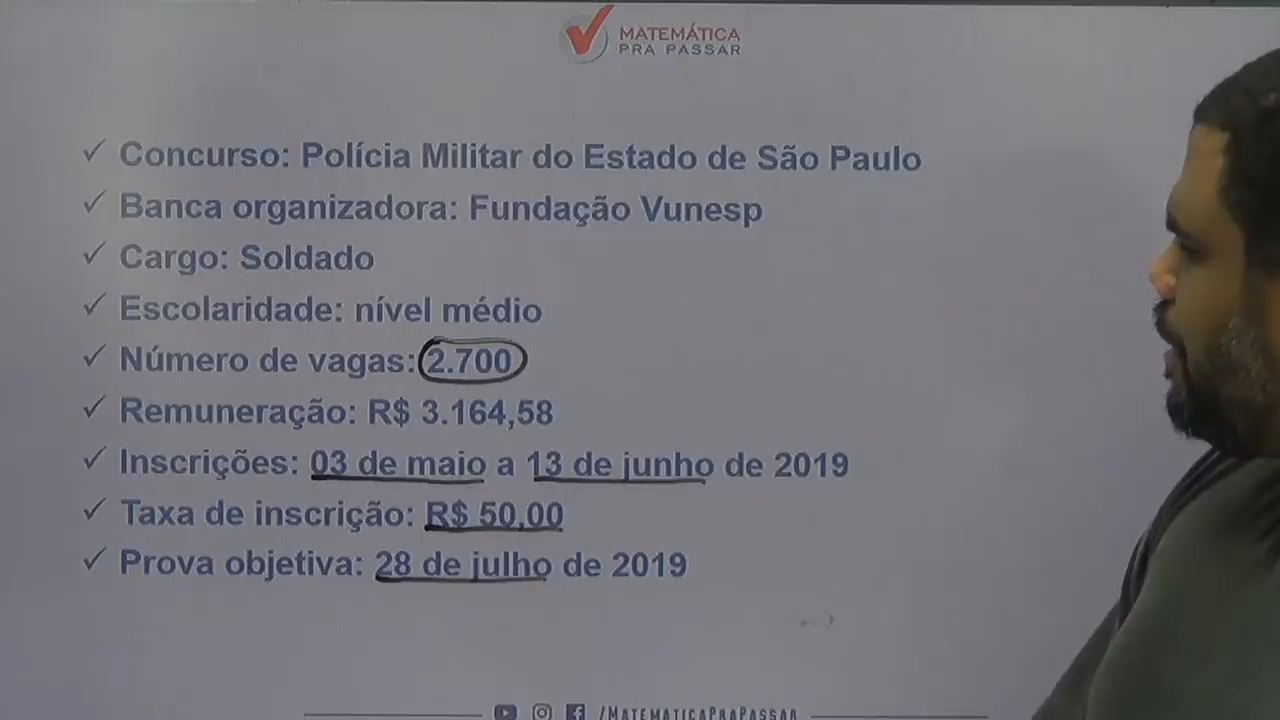 MATEMÁTICA
PRA PASSAR
Concurso: Polícia Militar do Estado de São Paulo
Banca organizadora: Fundação Vunesp
Cargo: Soldado
Escolaridade: nível médio
Número de vagas: 2.700
Remuneração: R$ 3.164,58
Inscrições: 03 de maio a 13 de junho de 2019
Taxa de inscrição: R$ 50,00
Prova objetiva: 28 de julho de 2019
/MATEMATICAPRAPASSAR